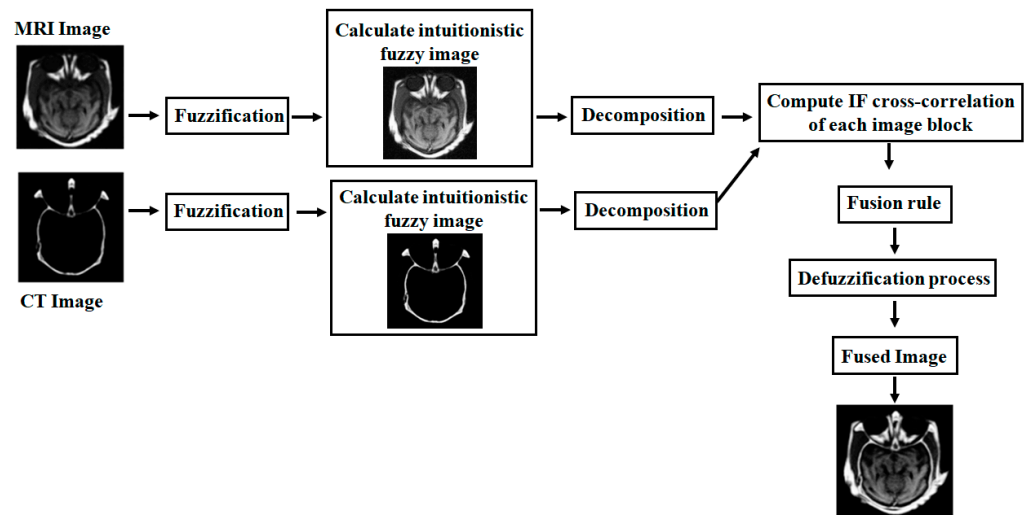 MRI Image
Fuzzification
Calculate intuitionistic
fuzzy image
Decomposition
Compute IF cross-correlation
of each image block
CT Image
Fuzzification
Calculate intuitionistic
fuzzy image
Decomposition
Fusion rule
Defuzzification process
Fused Image